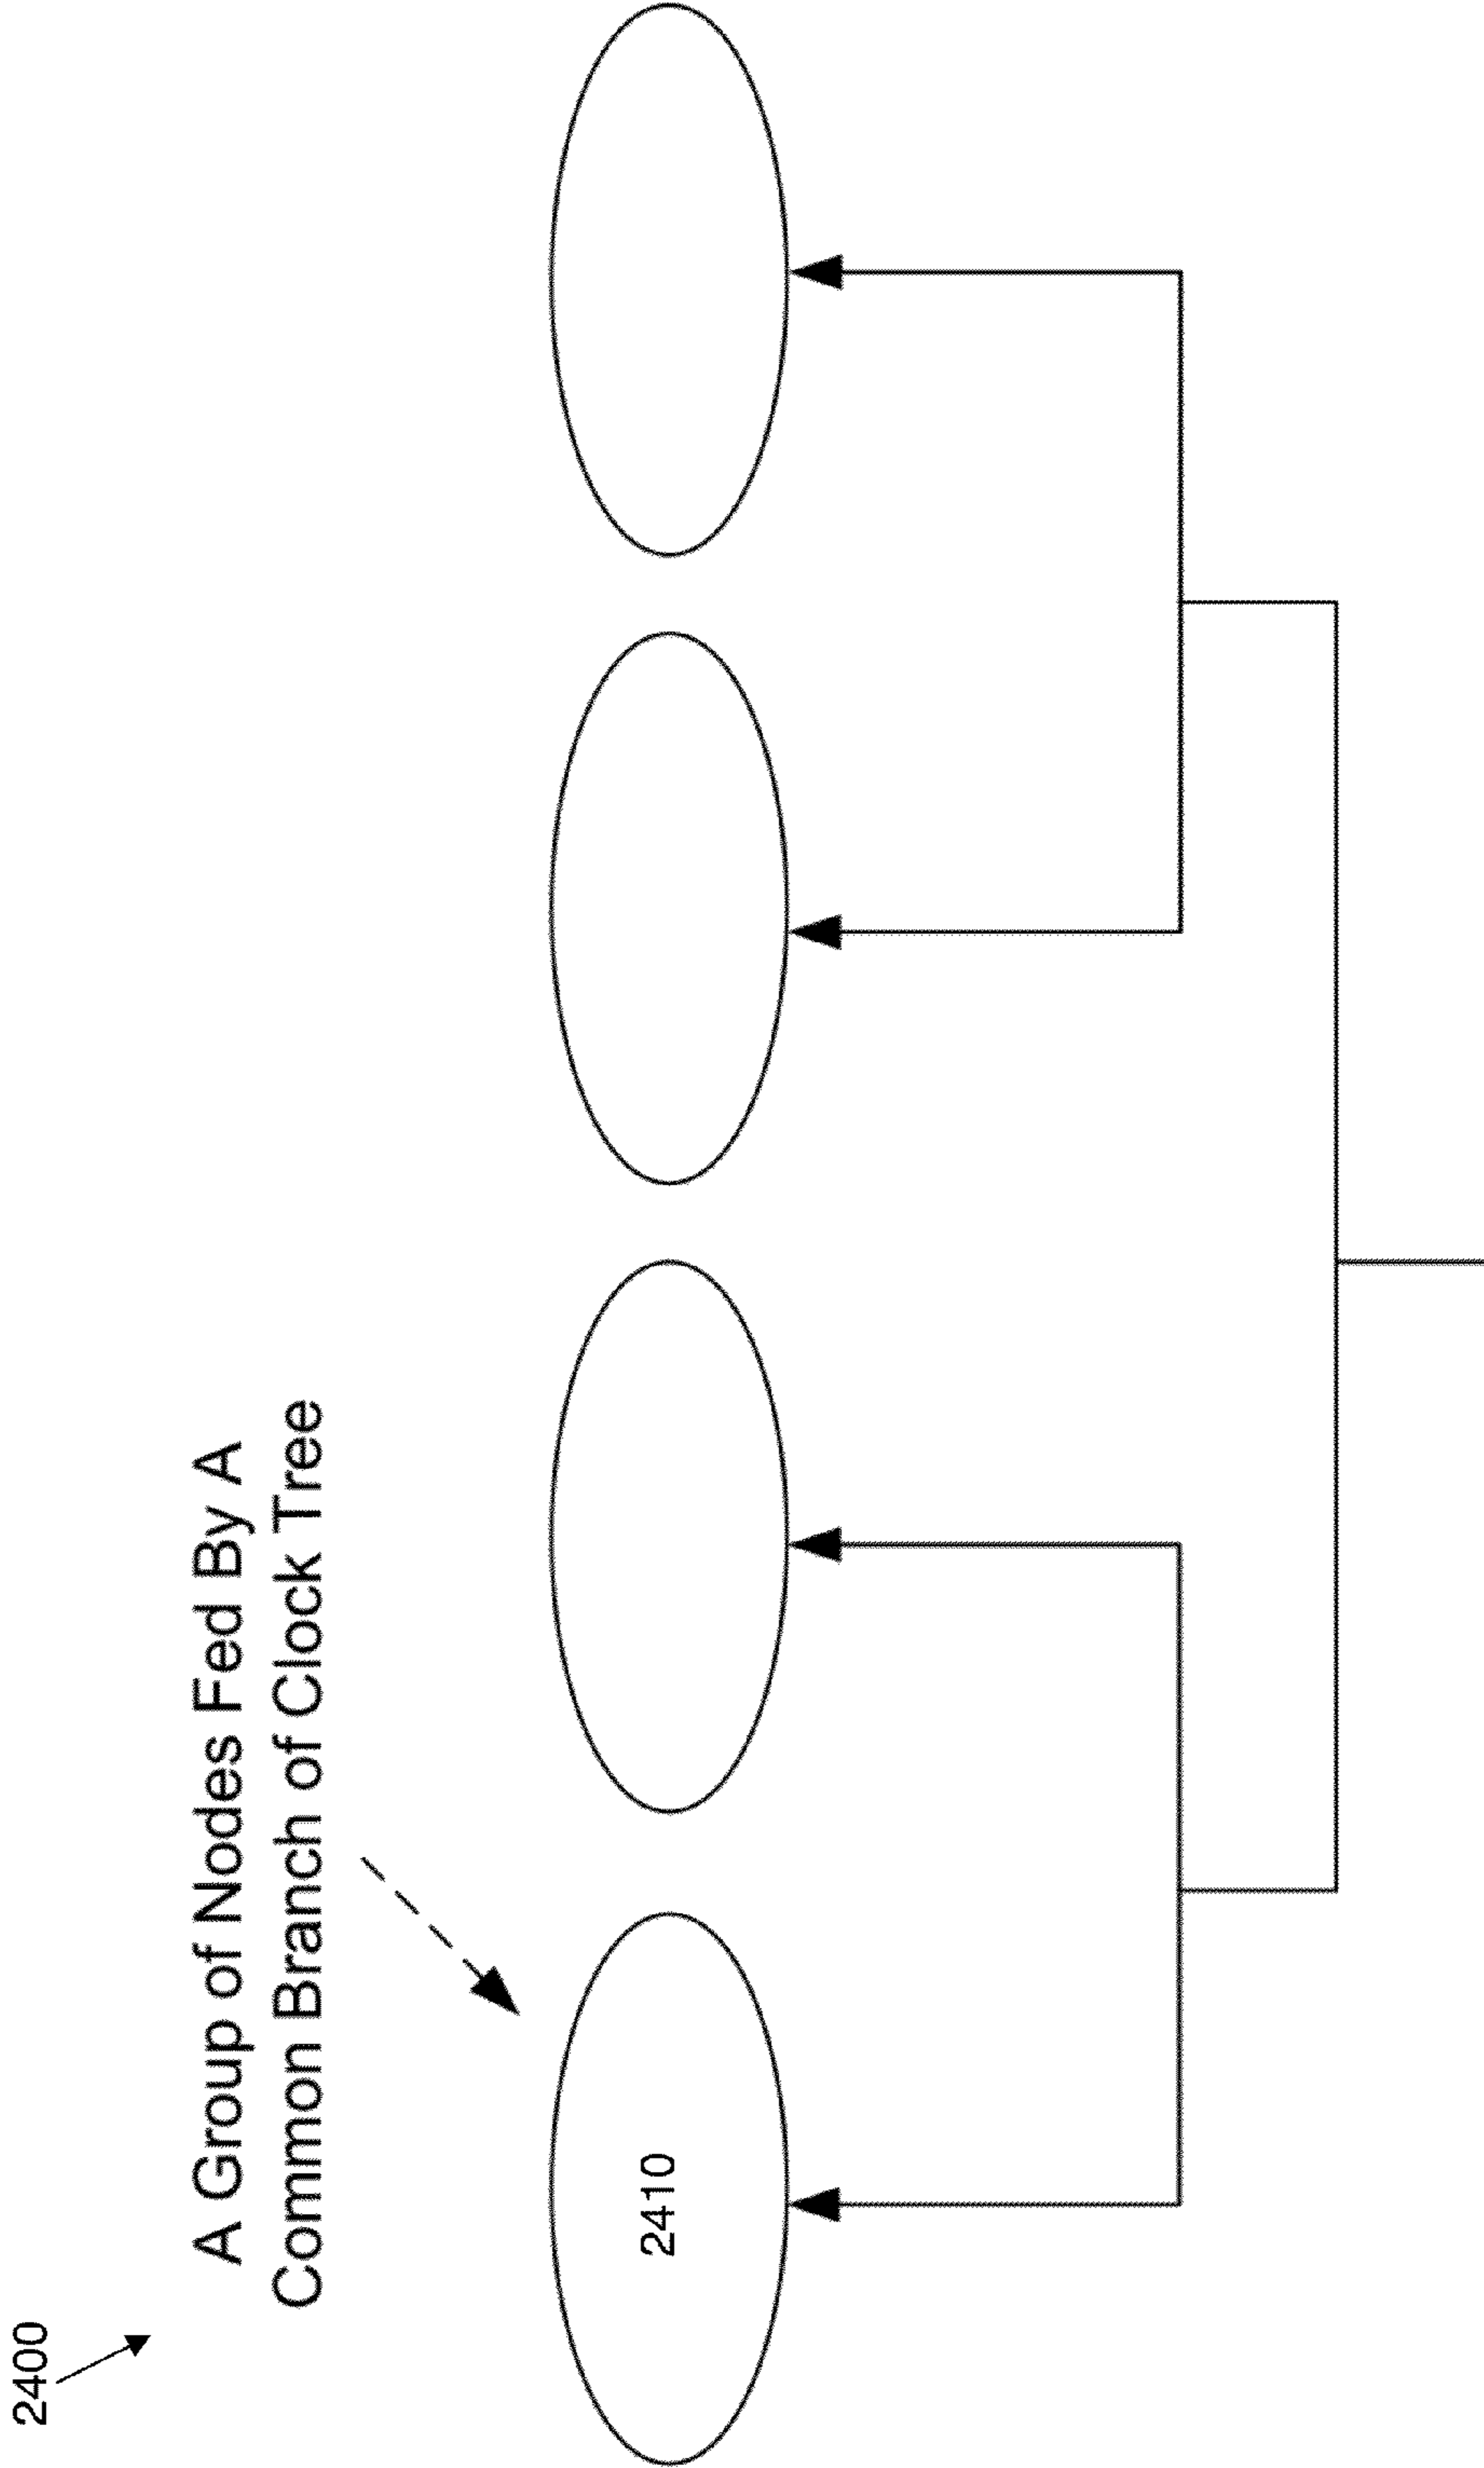 2400
A Group of Nodes Fed By A
Common Branch of Clock Tree
2410